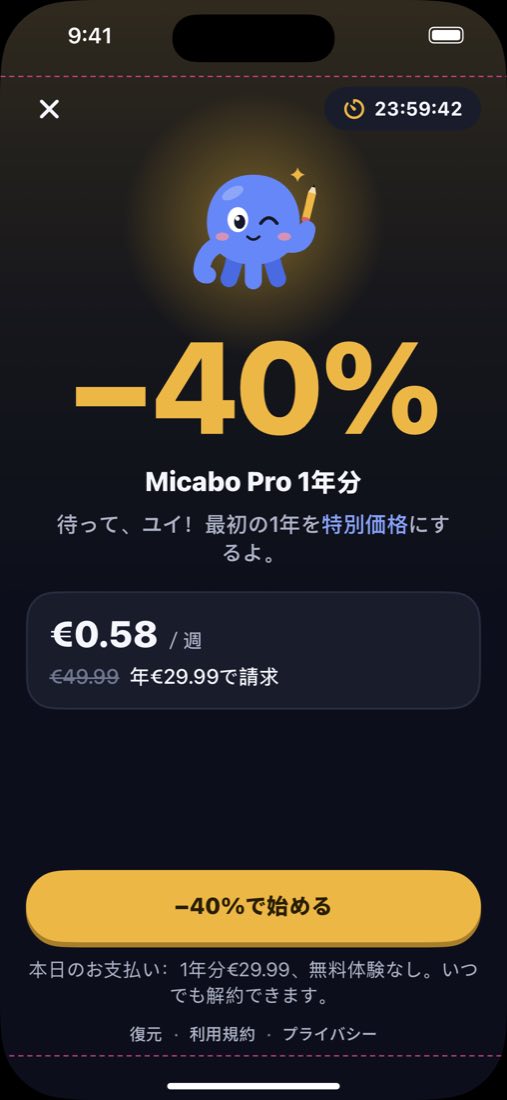 9:41
23:59:42
−40%
Micabo Pro 1年分
待って、ユイ！最初の1年を特別価格にす
るよ。
€0.58 / 週
€49.99 年€29.99で請求
−40%で始める
本日のお支払い：1年分€29.99、無料体験なし。いつ
でも解約できます。
復元 · 利用規約 · プライバシー